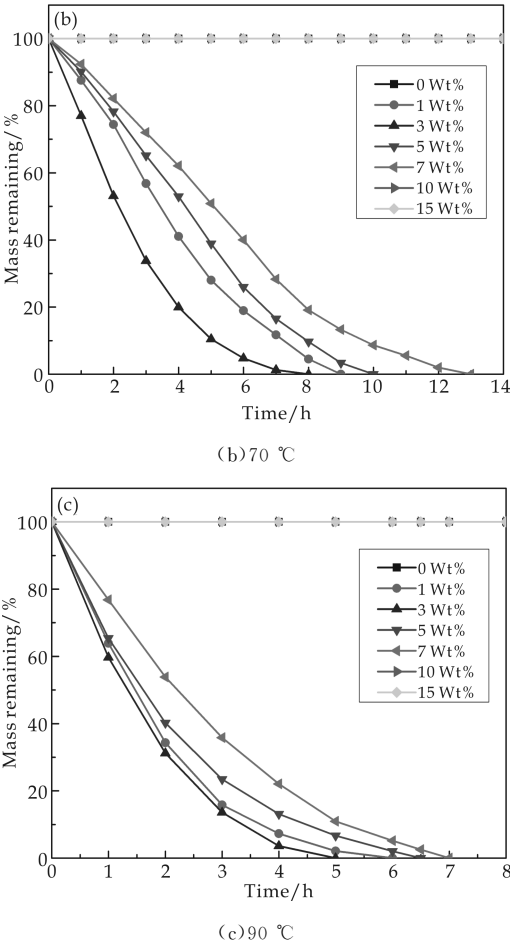 (b)
100
80
60
40
20
0
Mass remaining/%
0 Wt%
1 Wt%
3 Wt%
5 Wt%
7 Wt%
10 Wt%
15 Wt%
0 2 4 6 8 10 12 14
Time/h
(b)70 ℃
(c)
100
80
60
40
20
0
Mass remaining/%
0 Wt%
1 Wt%
3 Wt%
5 Wt%
7 Wt%
10 Wt%
15 Wt%
0 1 2 3 4 5 6 7 8
Time/h
(c)90 ℃